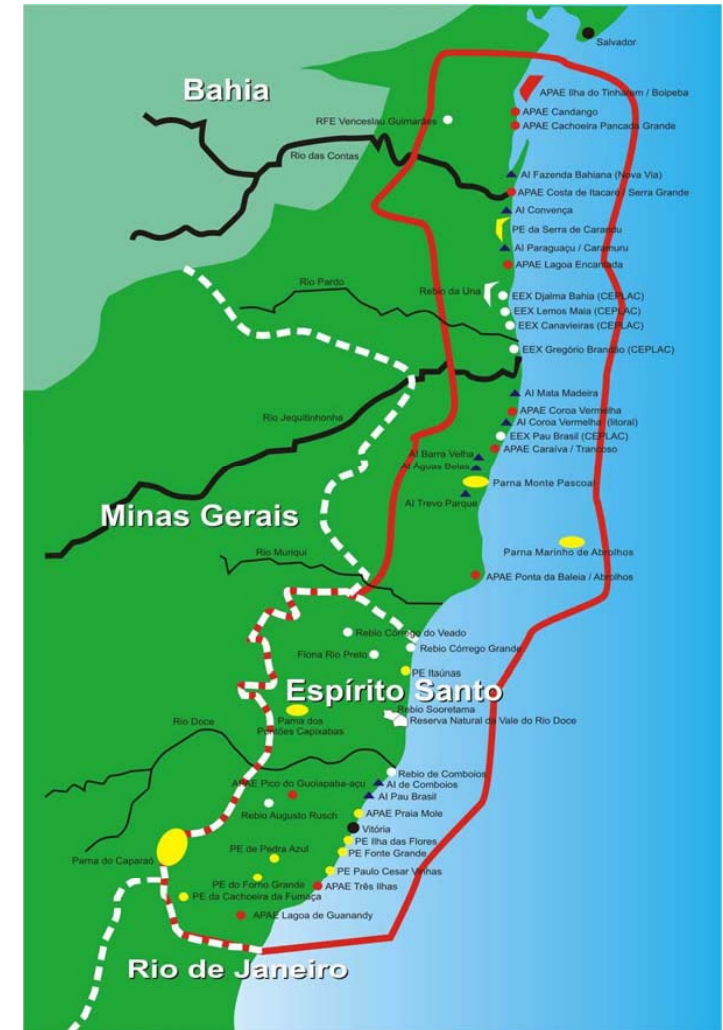 Salvador
Bahia
APAE Ilha do Tinharam / Boipeba
APAE Candango
RFE Venceslau Guimarães
APAE Cachoeira Pancada Grande
Rio das Contas
AI Fazenda Bahiana (Nova Via)
APAE Costa de Itacaré / Serra Grande
AI Convença
PE da Serra de Carandu
AI Paraguaçu / Caramuru
APAE Lagoa Encantada
Rio Pardo
Rebio da Una
EEX Djalma Bahia (CEPLAC)
EEX Lemos Maia (CEPLAC)
EEX Canavieras (CEPLAC)
EEX Gregório Brandão (CEPLAC)
AI Mata Madeira
Rio Jequitinhonha
APAE Coroa Vermelha
AI Coroa Vermelha (litoral)
EEX Pau Brasil (CEPLAC)
APAE Caraíva / Trancoso
AI Barra Velha
AI Águas Belas
Parna Monte Pascoal
AI Trevo Parque
Minas Gerais
Parna Marinho de Abrolhos
Rio Muriqui
APAE Ponta da Baleia / Abrolhos
Rebio Córrego do Veado
Rebio Córrego Grande
Flona Rio Preto
PE Itaúnas
Espírito Santo
Rebio Sooretama
Reserva Natural da Vale do Rio Doce
Rio Doce
Parna dos
Pontões Capixabas
Rebio de Comboios
APAE Pico do Guoiapaba-açu
AI de Comboios
AI Pau Brasil
Rebio Augusto Rusch
APAE Praia Mole
Vitória
PE Ilha das Flores
PE de Pedra Azul
PE Fonte Grande
Parna do Caparaó
PE Paulo Cesar Vinhas
PE do Forno Grande
APAE Três Ilhas
PE da Cachoeira da Fumaça
APAE Lagoa de Guanandy
Rio de Janeiro